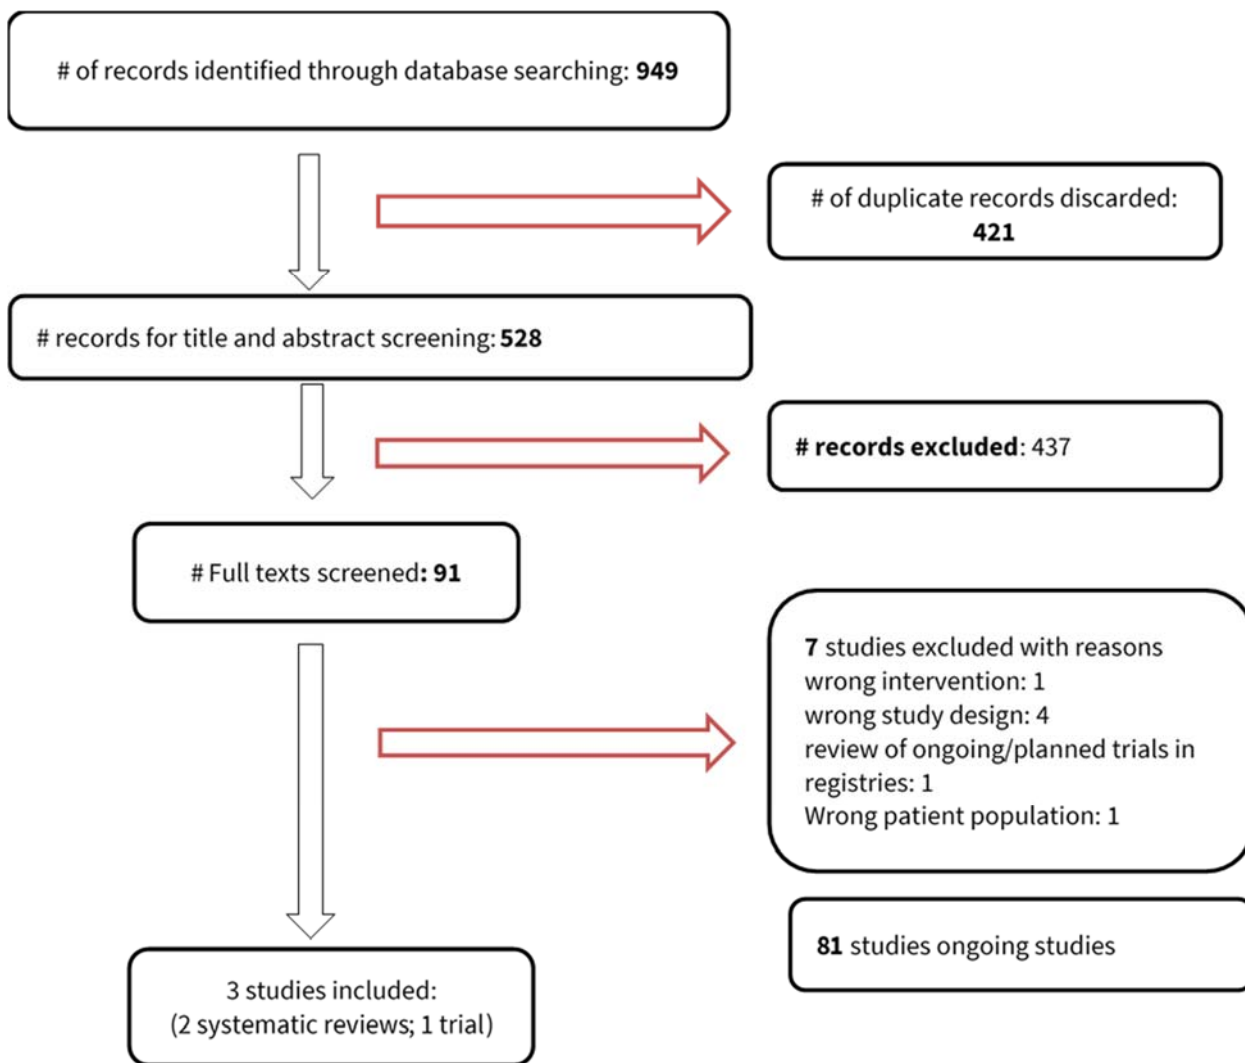 # of records identified through database searching: 949
# of duplicate records discarded:
421
# records for title and abstract screening: 528
# records excluded: 437
# Full texts screened: 91
7 studies excluded with reasons
wrong intervention: 1
wrong study design: 4
review of ongoing/planned trials in
registries: 1
Wrong patient population: 1
81 studies ongoing studies
3 studies included:
(2 systematic reviews; 1 trial)